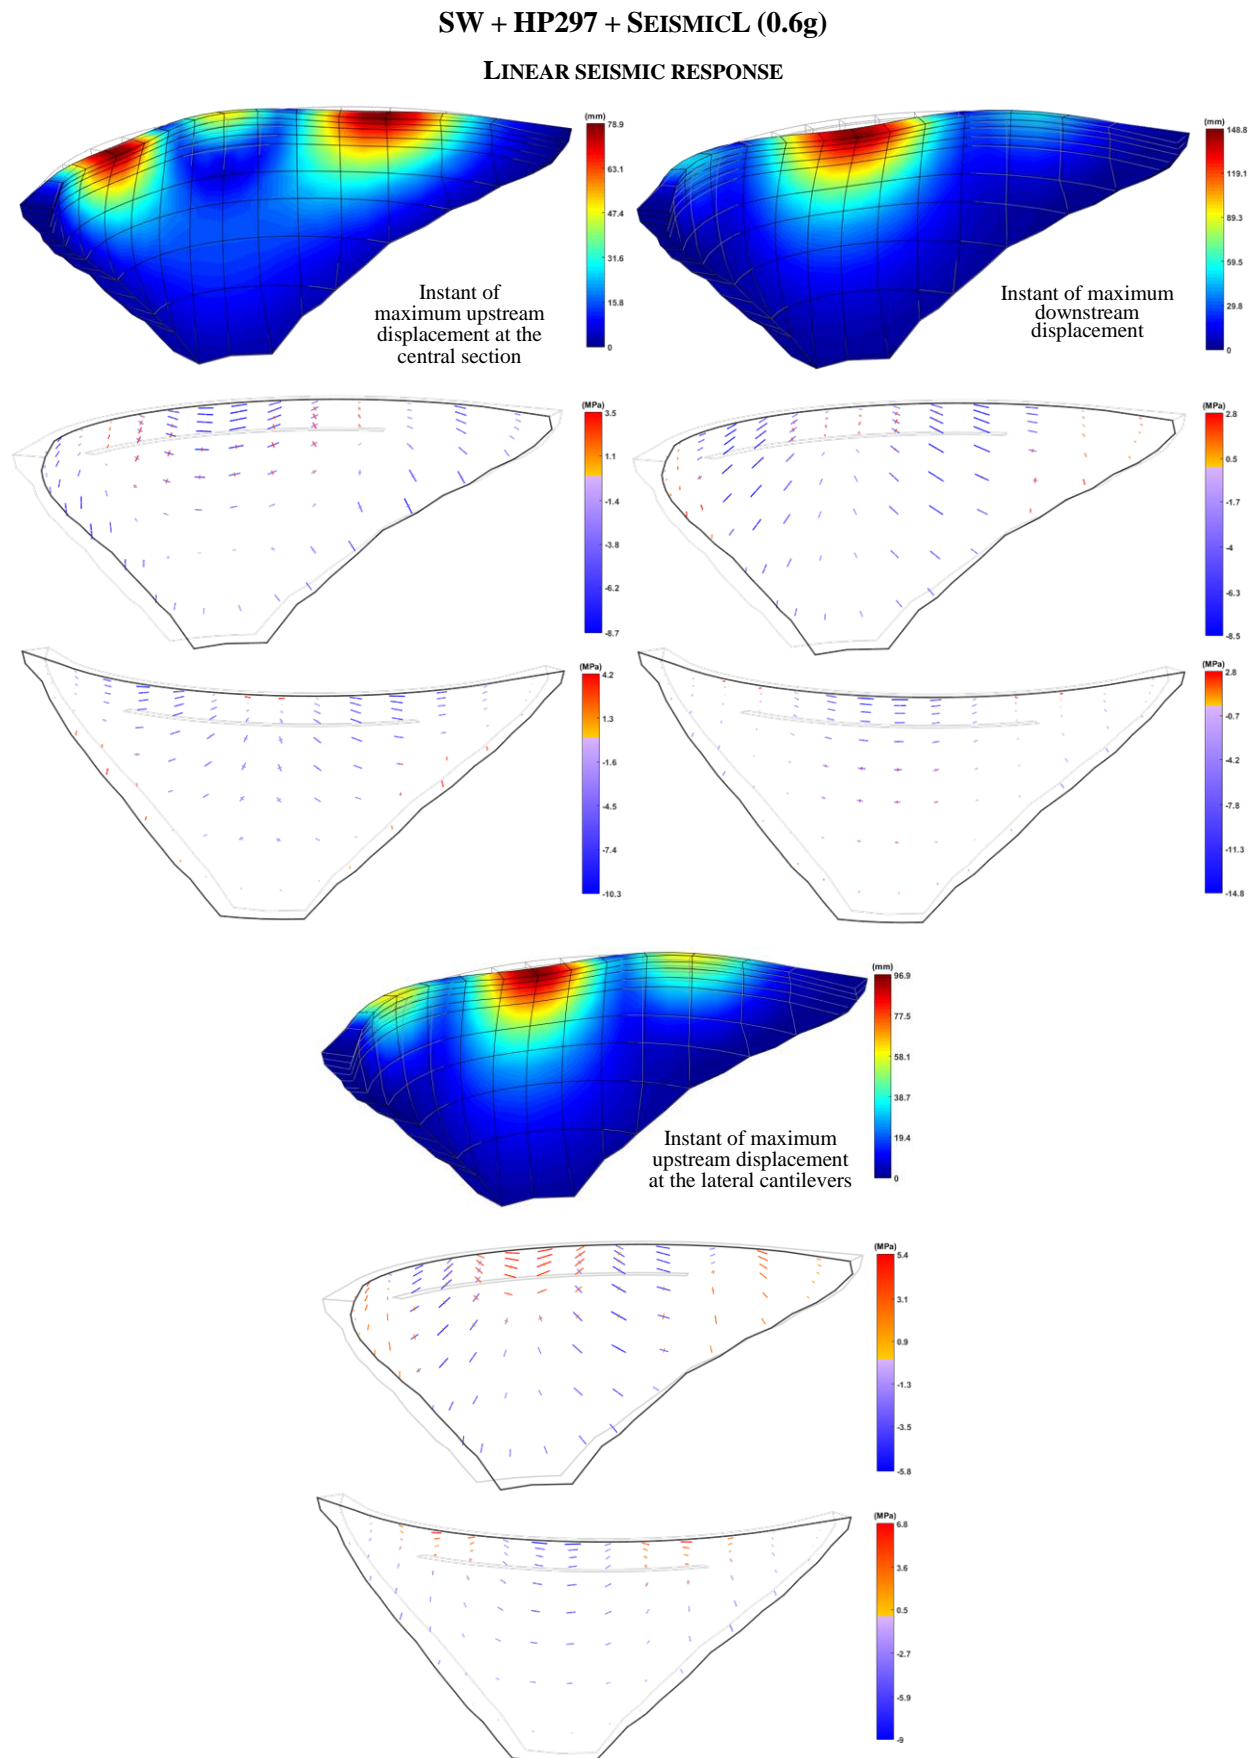 SW + HP297 + SEISMICL (0.6g)
LINEAR SEISMIC RESPONSE
(mm)
78.9
63.1
47.4
31.6
15.8
0
Instant of
maximum upstream
displacement at the
central section
(mm)
148.8
119.1
89.3
59.5
29.8
0
Instant of maximum
downstream
displacement
(MPa)
3.5
1.1
-1.4
-3.8
-6.2
-8.7
(MPa)
2.8
0.5
-1.7
-4
-6.3
-8.5
(MPa)
4.2
1.3
-1.6
-4.5
-7.4
-10.3
(MPa)
2.8
-0.7
-4.2
-7.8
-11.3
-14.8
(mm)
96.9
77.5
58.1
38.7
19.4
0
Instant of maximum
upstream displacement
at the lateral cantilevers
(MPa)
5.4
3.1
0.9
-1.3
-3.5
-5.8
(MPa)
6.8
3.6
0.5
-2.7
-5.9
-9